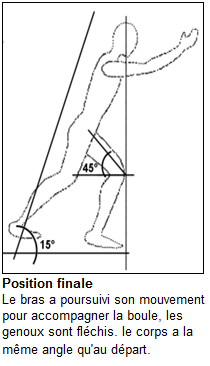 45°
15°
Position finale
Le bras a poursuivi son mouvement
pour accompagner la boule, les
genoux sont fléchis. le corps a la
même angle qu'au départ.